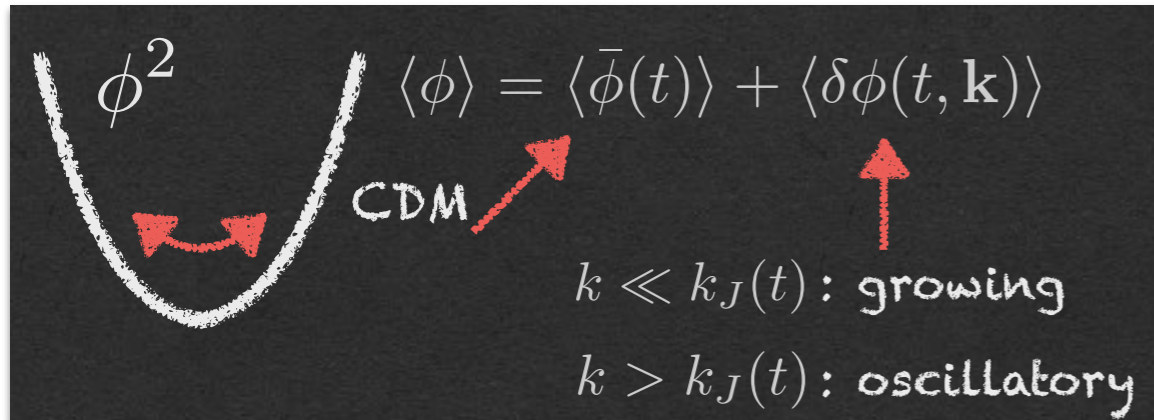 ϕ² ⟨ϕ⟩ = ⟨ϕ̄(t)⟩ + ⟨δϕ(t, 𝐤)⟩
CDM
k ≪ k_J(t) : growing
k > k_J(t) : oscillatory